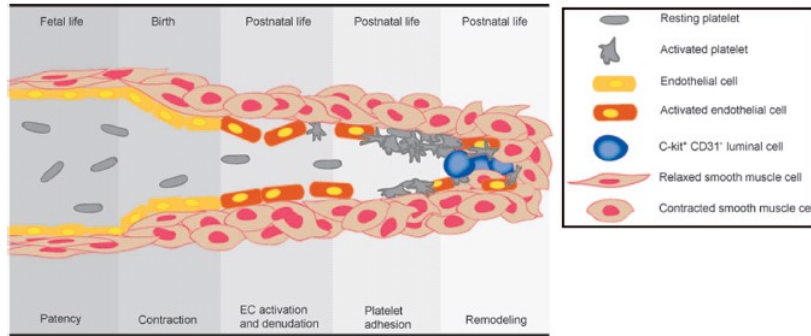 Fetal life
Birth
Postnatal life
Postnatal life
Postnatal life
Patency
Contraction
EC activation
and denudation
Platelet
adhesion
Remodeling
Resting platelet
Activated platelet
Endothelial cell
Activated endothelial cell
C-kit⁺ CD31⁻ luminal cell
Relaxed smooth muscle cell
Contracted smooth muscle cel